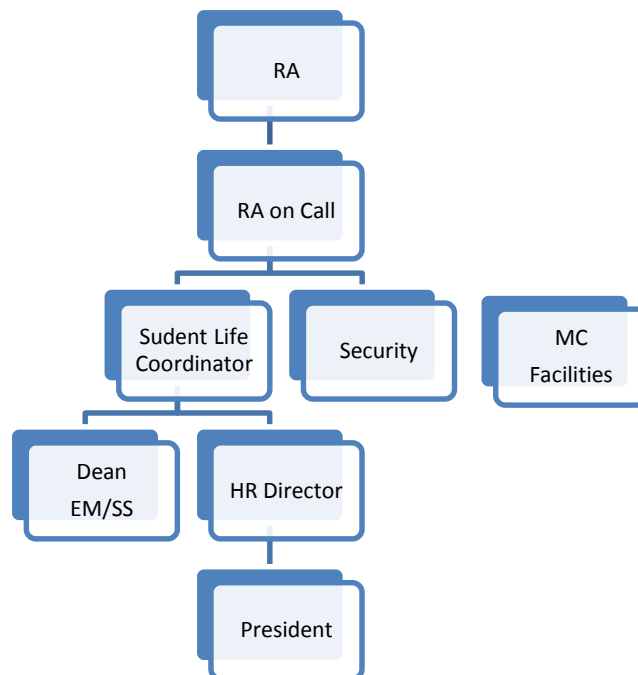 RA
RA on Call
Sudent Life
Coordinator
Security
MC
Facilities
Dean
EM/SS
HR Director
President